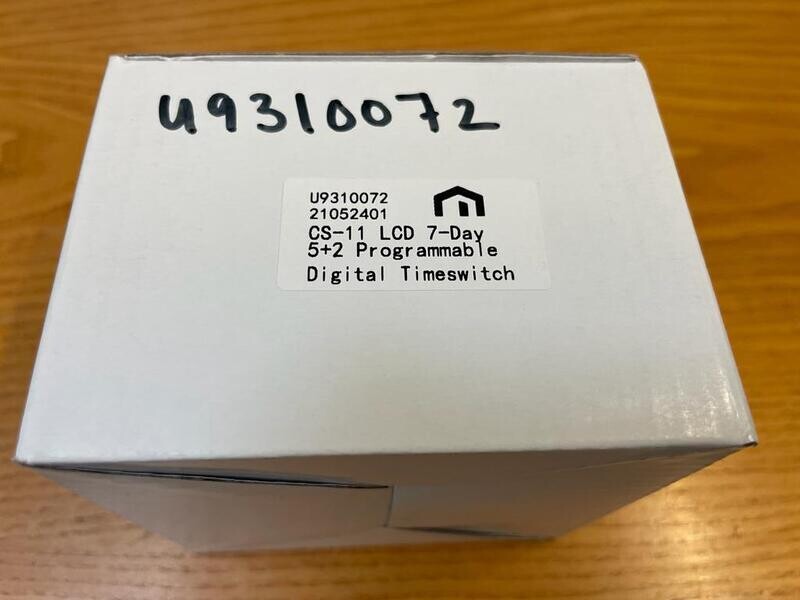 U9310072
U9310072
21052401
CS-11 LCD 7-Day
5+2 Programmable
Digital Timeswitch